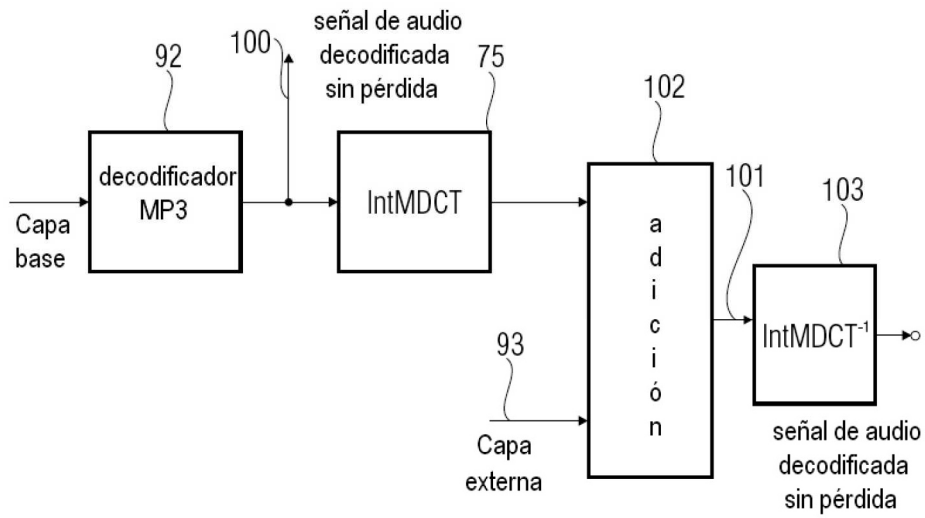 92
100
señal de audio
decodificada
sin pérdida
75
102
decodificador
MP3
IntMDCT
Capa
base
adición
101
103
IntMDCT⁻¹
93
Capa
externa
señal de audio
decodificada
sin pérdida